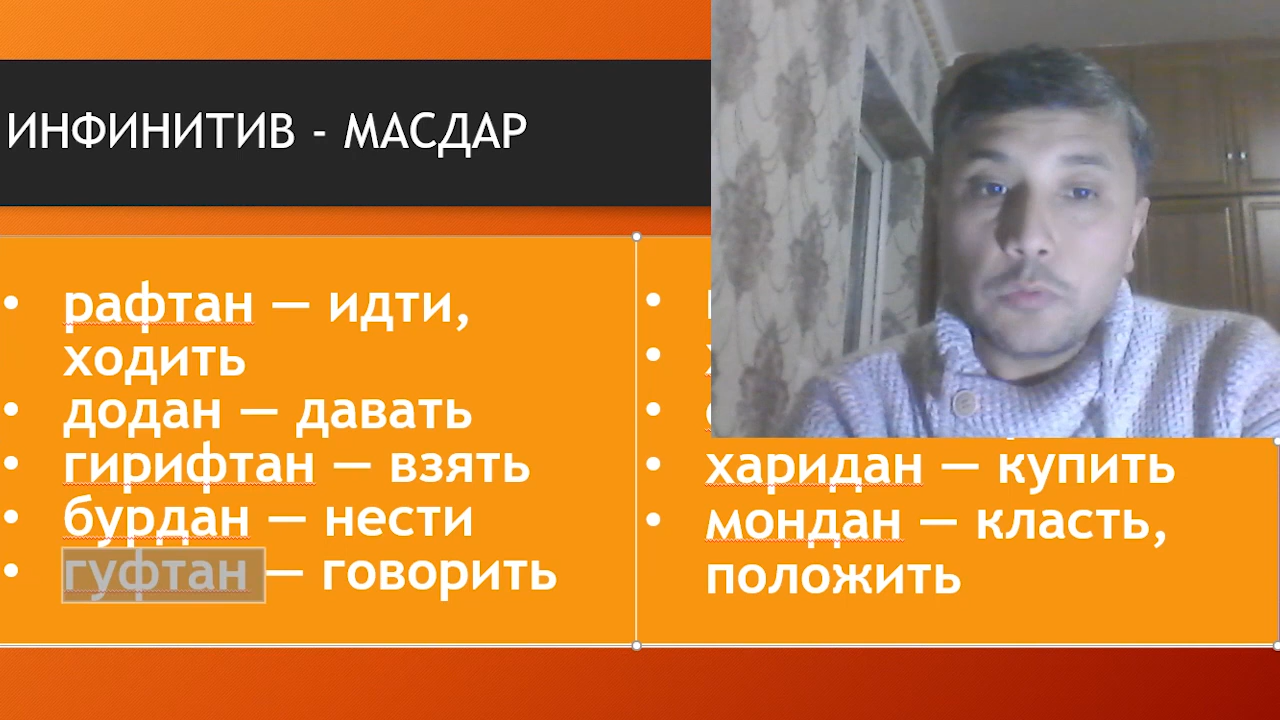 ИНФИНИТИВ - МАСДАР
• рафтан — идти,
ходить
• додан — давать
• гирифтан — взять
• бурдан — нести
• гуфтан — говорить
• харидан — купить
• мондан — класть,
положить